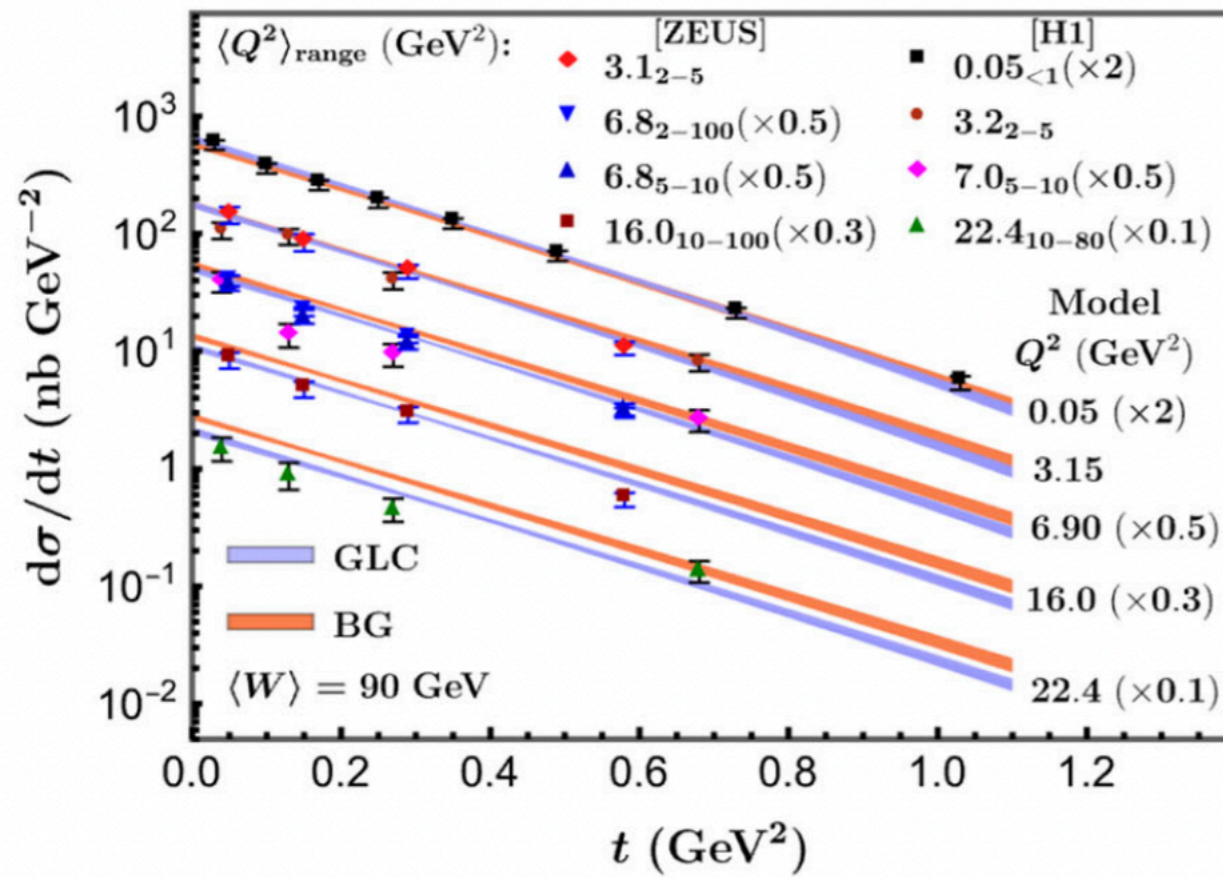 ⟨Q²⟩range (GeV²): [ZEUS] [H1]
3.1₂₋₅ 0.05<1(×2)
6.8₂₋₁₀₀(×0.5) 3.2₂₋₅
6.8₅₋₁₀(×0.5) 7.0₅₋₁₀(×0.5)
16.0₁₀₋₁₀₀(×0.3) 22.4₁₀₋₈₀(×0.1)
Model
Q² (GeV²)
0.05 (×2)
3.15
6.90 (×0.5)
16.0 (×0.3)
22.4 (×0.1)
GLC
BG
⟨W⟩ = 90 GeV
dσ/dt (nb GeV⁻²)
10³
10²
10¹
1
10⁻¹
10⁻²
0.0 0.2 0.4 0.6 0.8 1.0 1.2
t (GeV²)